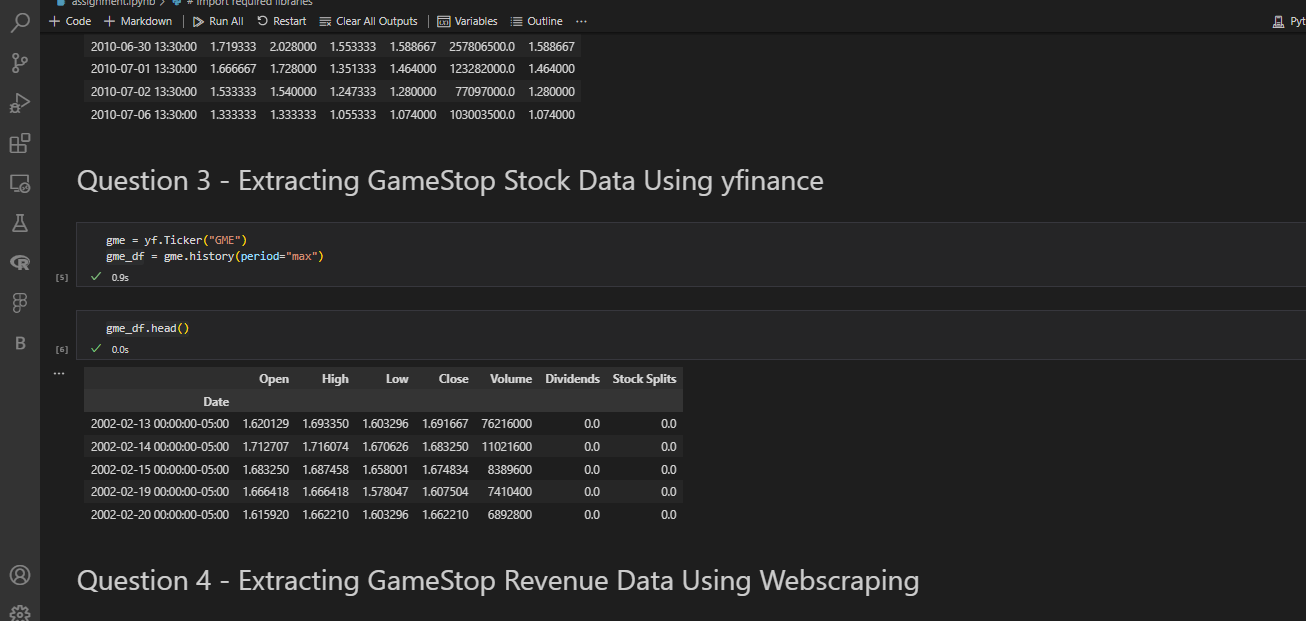 assignment.ipynb > # Import required libraries
+ Code + Markdown | Run All Restart Clear All Outputs | Variables Outline ... Pyt
2010-06-30 13:30:00 1.719333 2.028000 1.553333 1.588667 257806500.0 1.588667
2010-07-01 13:30:00 1.666667 1.728000 1.351333 1.464000 123282000.0 1.464000
2010-07-02 13:30:00 1.533333 1.540000 1.247333 1.280000 77097000.0 1.280000
2010-07-06 13:30:00 1.333333 1.333333 1.055333 1.074000 103003500.0 1.074000
Question 3 - Extracting GameStop Stock Data Using yfinance
gme = yf.Ticker("GME")
gme_df = gme.history(period="max")
[5] ✓ 0.9s
gme_df.head()
[6] ✓ 0.0s
...
Open High Low Close Volume Dividends Stock Splits
Date
2002-02-13 00:00:00-05:00 1.620129 1.693350 1.603296 1.691667 76216000 0.0 0.0
2002-02-14 00:00:00-05:00 1.712707 1.716074 1.670626 1.683250 11021600 0.0 0.0
2002-02-15 00:00:00-05:00 1.683250 1.687458 1.658001 1.674834 8389600 0.0 0.0
2002-02-19 00:00:00-05:00 1.666418 1.666418 1.578047 1.607504 7410400 0.0 0.0
2002-02-20 00:00:00-05:00 1.615920 1.662210 1.603296 1.662210 6892800 0.0 0.0
Question 4 - Extracting GameStop Revenue Data Using Webscraping